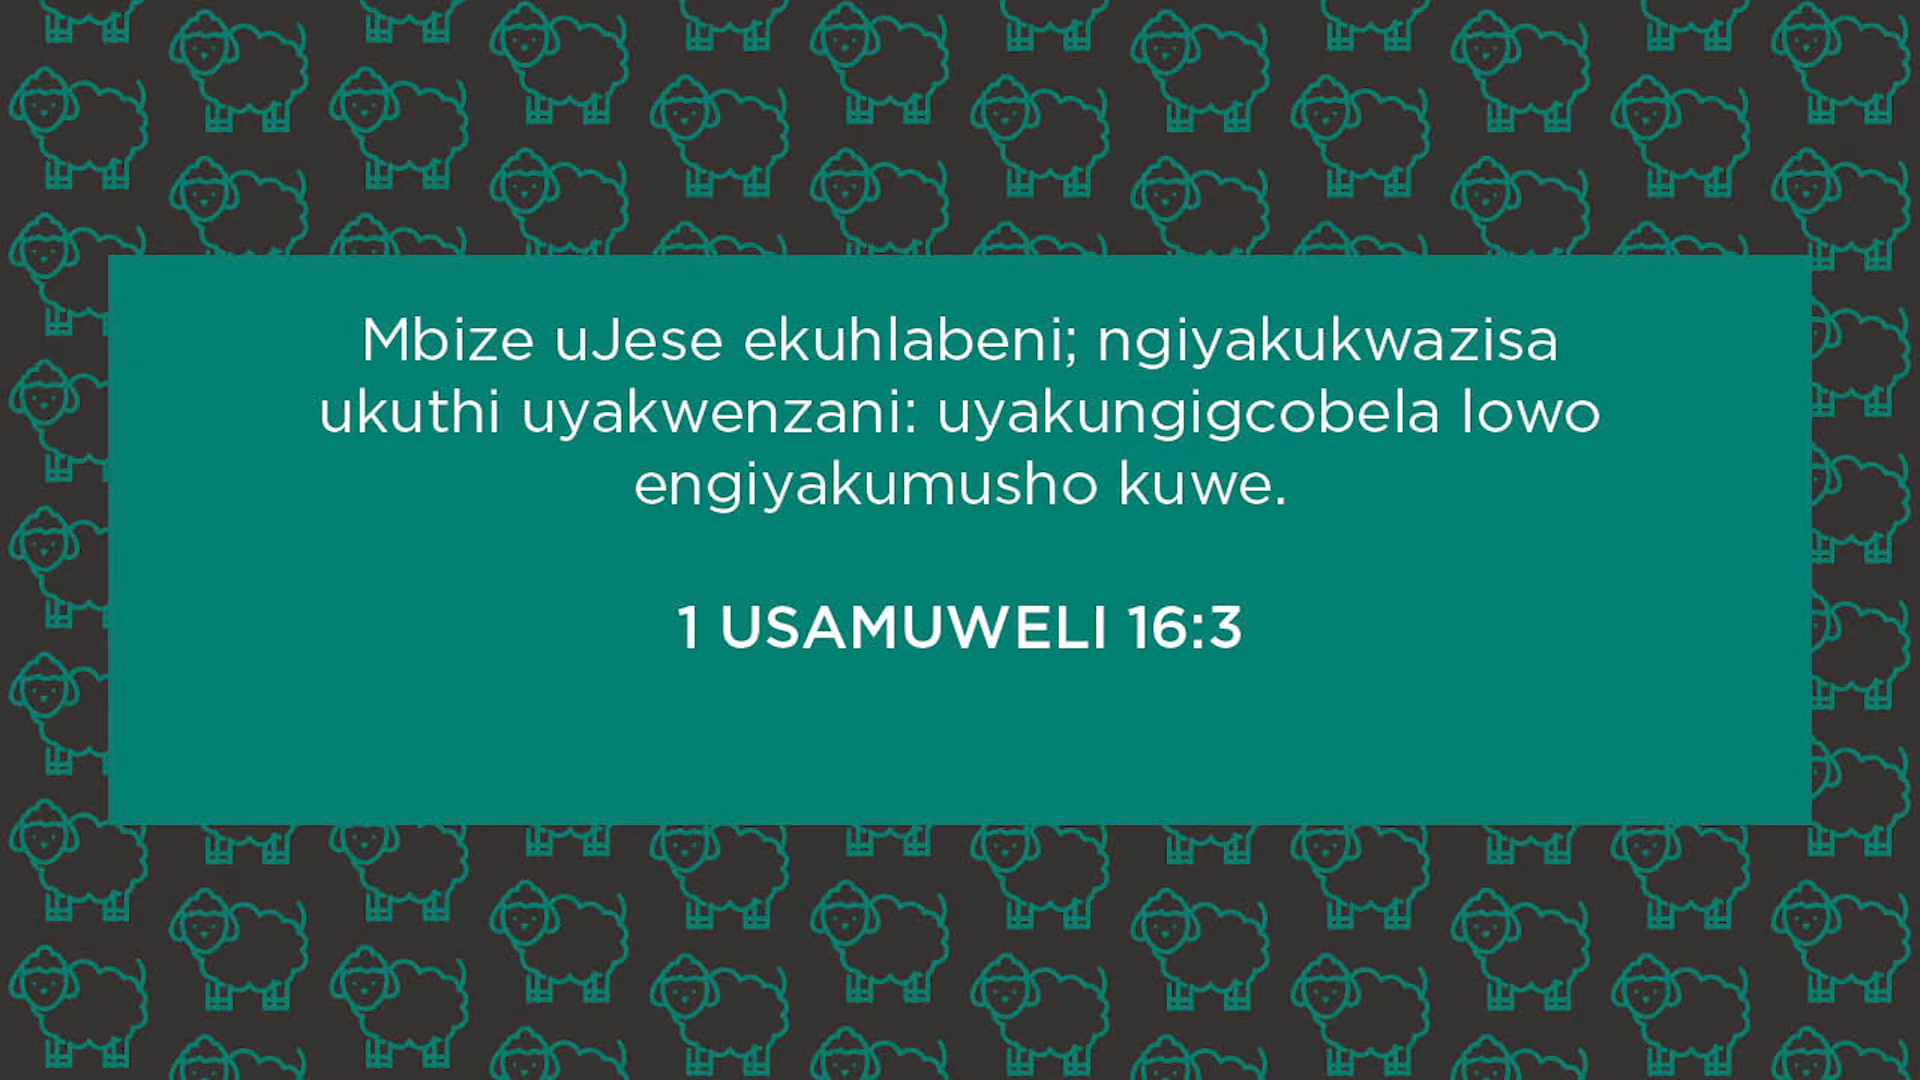 Mbize uJese ekuhlabeni; ngiyakukwazisa
ukuthi uyakwenzani: uyakungigcobela lowo
engiyakumusho kuwe.
1 USAMUWELI 16:3